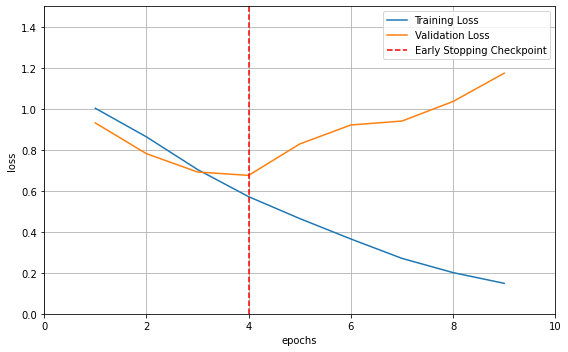 Training Loss
Validation Loss
Early Stopping Checkpoint
loss
1.4
1.2
1.0
0.8
0.6
0.4
0.2
0.0
0 2 4 6 8 10
epochs